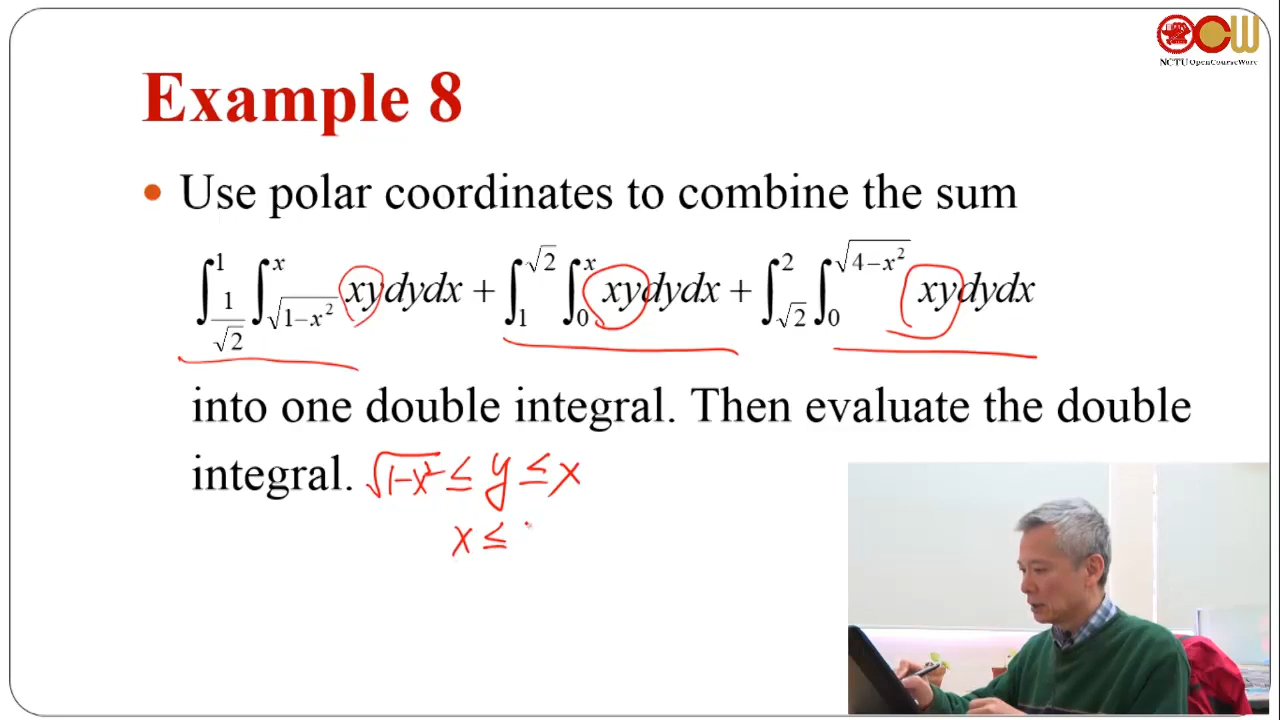 NCTU OpenCourseWare
Example 8
• Use polar coordinates to combine the sum
∫_{1/√2}^{1} ∫_{√(1−x²)}^{x} xydydx + ∫_{1}^{√2} ∫_{0}^{x} xydydx + ∫_{√2}^{2} ∫_{0}^{√(4−x²)} xydydx
into one double integral. Then evaluate the double
integral. √(1−x²) ≤ y ≤ x
x ≤